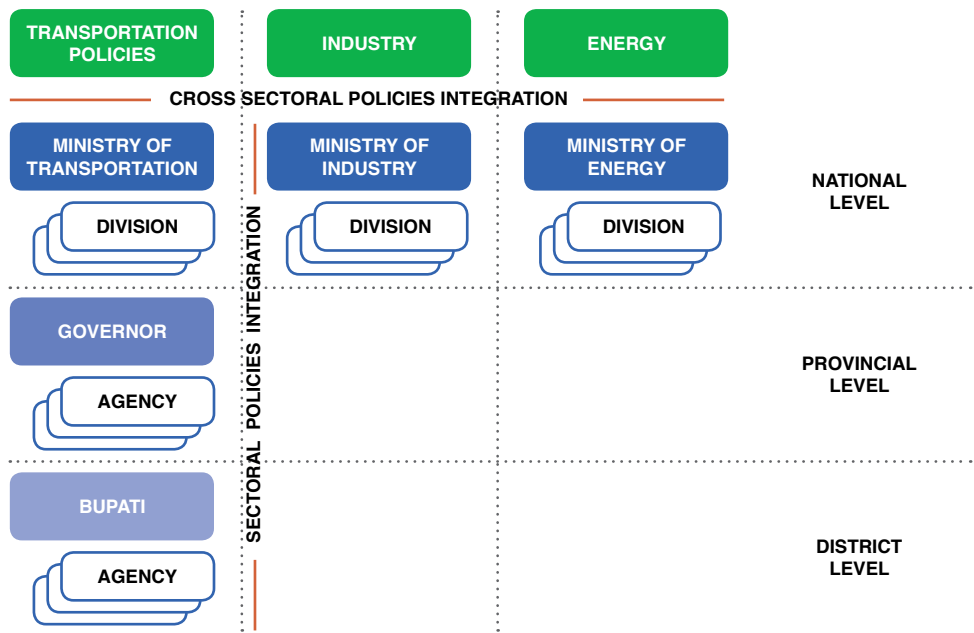 TRANSPORTATION
POLICIES
INDUSTRY
ENERGY
CROSS SECTORAL POLICIES INTEGRATION
MINISTRY OF
TRANSPORTATION
MINISTRY OF
INDUSTRY
MINISTRY OF
ENERGY
NATIONAL
LEVEL
DIVISION
DIVISION
DIVISION
SECTORAL POLICIES INTEGRATION
GOVERNOR
PROVINCIAL
LEVEL
AGENCY
BUPATI
DISTRICT
LEVEL
AGENCY